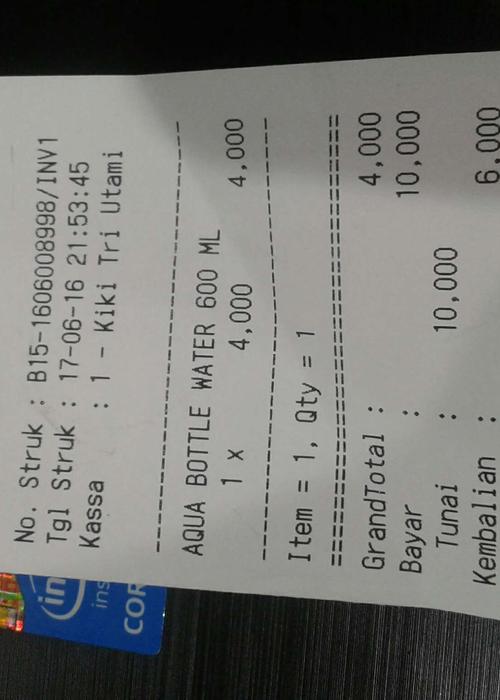 No. Struk : B15-1606008998/INV1
Tgl Struk : 17-06-16 21:53:45
Kassa : 1 - Kiki Tri Utami
--------------------------------
AQUA BOTTLE WATER 600 ML
1 x 4,000 4,000
--------------------------------
Item = 1, Qty = 1
================================
GrandTotal : 4,000
Bayar : 10,000
Tunai : 10,000
Kembalian : 6,000
(in
ins
COR